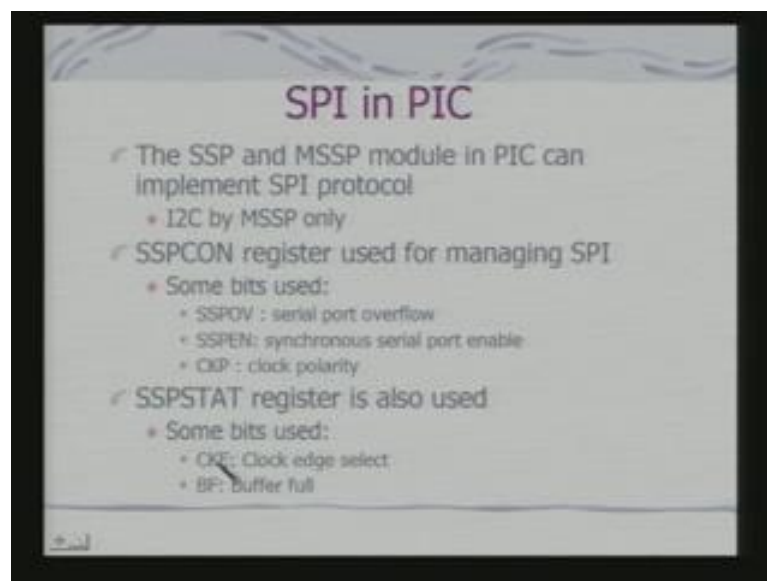 SPI in PIC
The SSP and MSSP module in PIC can
implement SPI protocol
I2C by MSSP only
SSPCON register used for managing SPI
Some bits used:
SSPOV : serial port overflow
SSPEN: synchronous serial port enable
CKP : clock polarity
SSPSTAT register is also used
Some bits used:
CKE: Clock edge select
BF: Buffer full